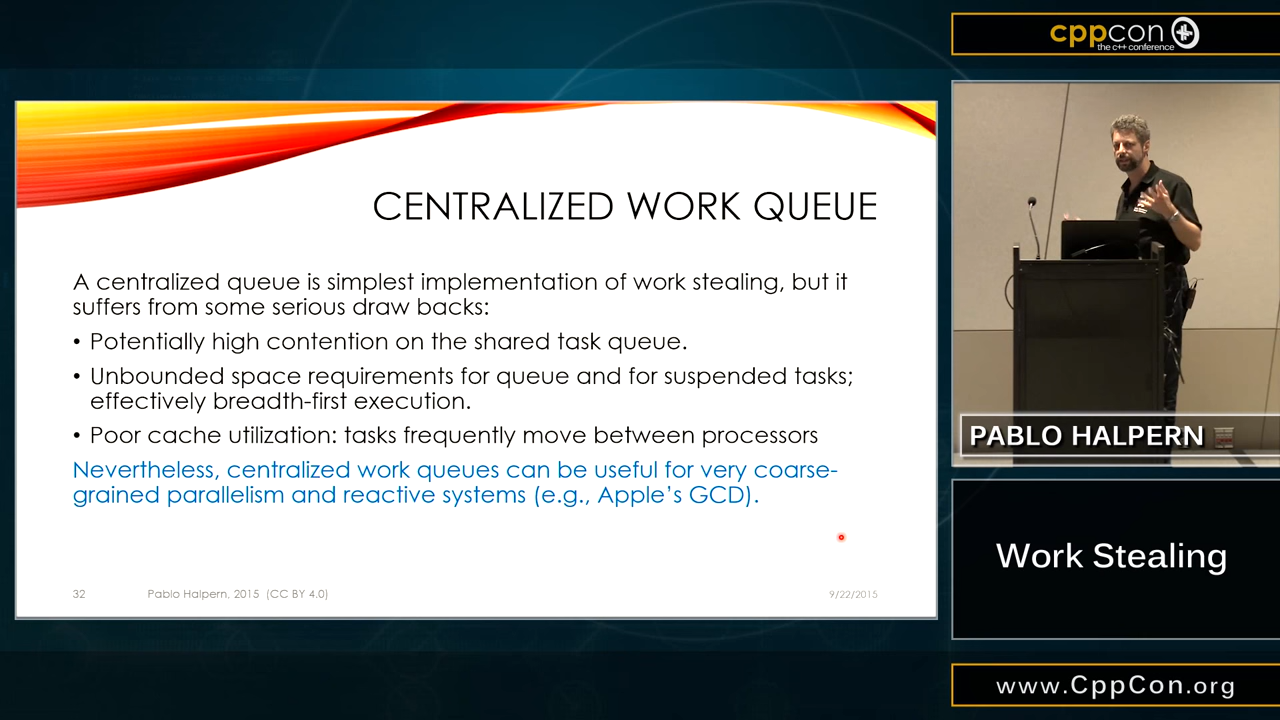 cppcon
the c++ conference
CENTRALIZED WORK QUEUE
A centralized queue is simplest implementation of work stealing, but it
suffers from some serious draw backs:
• Potentially high contention on the shared task queue.
• Unbounded space requirements for queue and for suspended tasks;
effectively breadth-first execution.
• Poor cache utilization: tasks frequently move between processors
Nevertheless, centralized work queues can be useful for very coarse-
grained parallelism and reactive systems (e.g., Apple's GCD).
32 Pablo Halpern, 2015 (CC BY 4.0) 9/22/2015
PABLO HALPERN
Work Stealing
www.CppCon.org